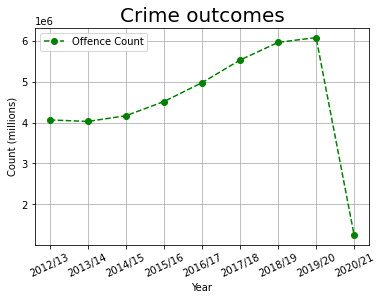 Crime outcomes
1e6
Offence Count
6
5
4
3
2
Count (millions)
2012/13
2013/14
2014/15
2015/16
2016/17
2017/18
2018/19
2019/20
2020/21
Year